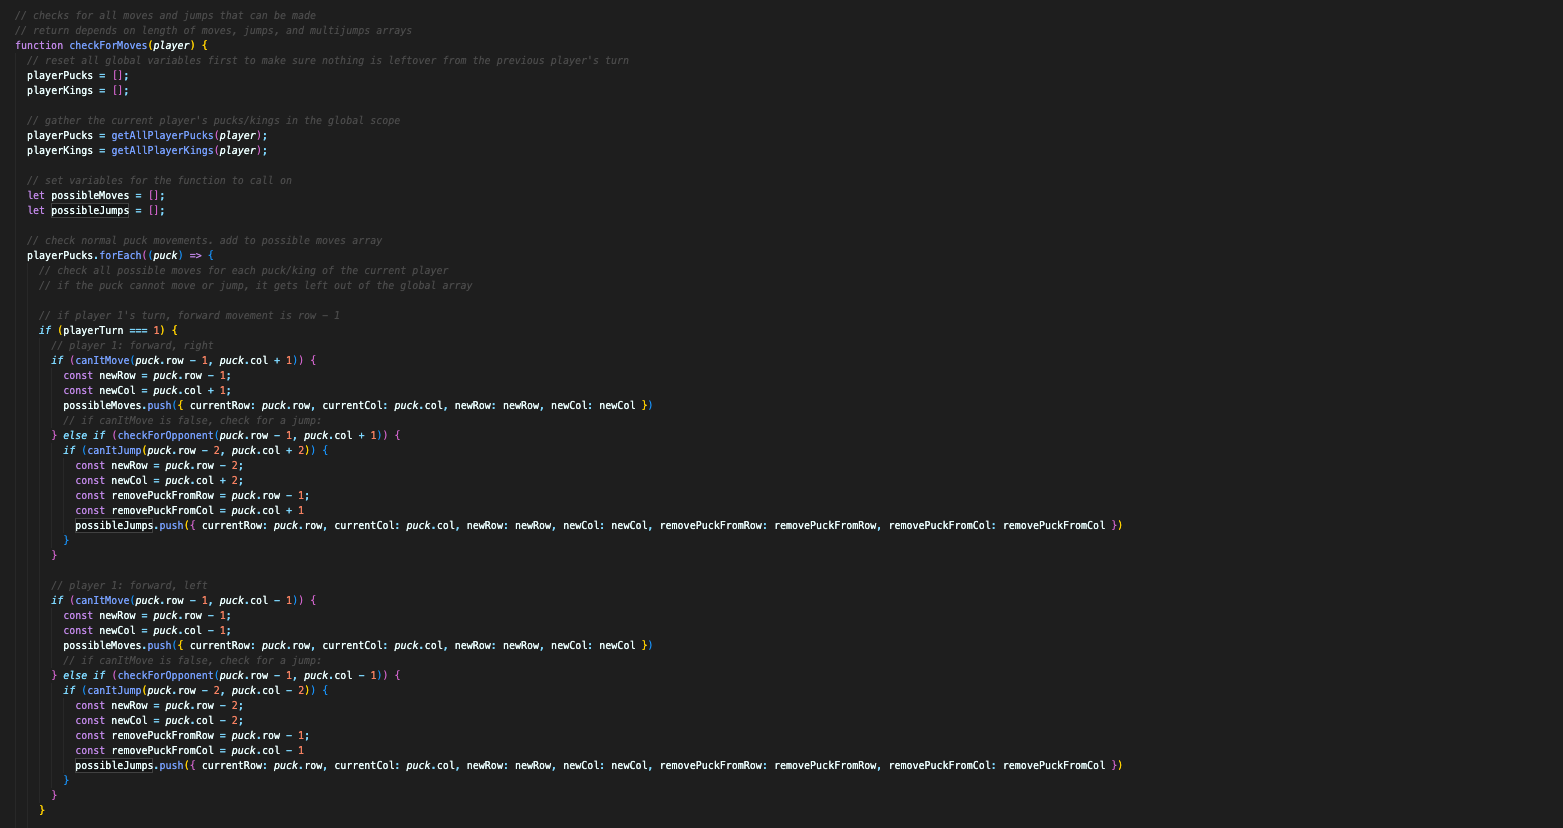 // checks for all moves and jumps that can be made
// return depends on length of moves, jumps, and multijumps arrays
function checkForMoves(player) {
// reset all global variables first to make sure nothing is leftover from the previous player's turn
playerPucks = [];
playerKings = [];
// gather the current player's pucks/kings in the global scope
playerPucks = getAllPlayerPucks(player);
playerKings = getAllPlayerKings(player);
// set variables for the function to call on
let possibleMoves = [];
let possibleJumps = [];
// check normal puck movements. add to possible moves array
playerPucks.forEach((puck) => {
// check all possible moves for each puck/king of the current player
// if the puck cannot move or jump, it gets left out of the global array
// if player 1's turn, forward movement is row - 1
if (playerTurn === 1) {
// player 1: forward, right
if (canItMove(puck.row - 1, puck.col + 1)) {
const newRow = puck.row - 1;
const newCol = puck.col + 1;
possibleMoves.push({ currentRow: puck.row, currentCol: puck.col, newRow: newRow, newCol: newCol })
// if canItMove is false, check for a jump:
} else if (checkForOpponent(puck.row - 1, puck.col + 1)) {
if (canItJump(puck.row - 2, puck.col + 2)) {
const newRow = puck.row - 2;
const newCol = puck.col + 2;
const removePuckFromRow = puck.row - 1;
const removePuckFromCol = puck.col + 1
possibleJumps.push({ currentRow: puck.row, currentCol: puck.col, newRow: newRow, newCol: newCol, removePuckFromRow: removePuckFromRow, removePuckFromCol: removePuckFromCol })
}
}
// player 1: forward, left
if (canItMove(puck.row - 1, puck.col - 1)) {
const newRow = puck.row - 1;
const newCol = puck.col - 1;
possibleMoves.push({ currentRow: puck.row, currentCol: puck.col, newRow: newRow, newCol: newCol })
// if canItMove is false, check for a jump:
} else if (checkForOpponent(puck.row - 1, puck.col - 1)) {
if (canItJump(puck.row - 2, puck.col - 2)) {
const newRow = puck.row - 2;
const newCol = puck.col - 2;
const removePuckFromRow = puck.row - 1;
const removePuckFromCol = puck.col - 1
possibleJumps.push({ currentRow: puck.row, currentCol: puck.col, newRow: newRow, newCol: newCol, removePuckFromRow: removePuckFromRow, removePuckFromCol: removePuckFromCol })
}
}
}